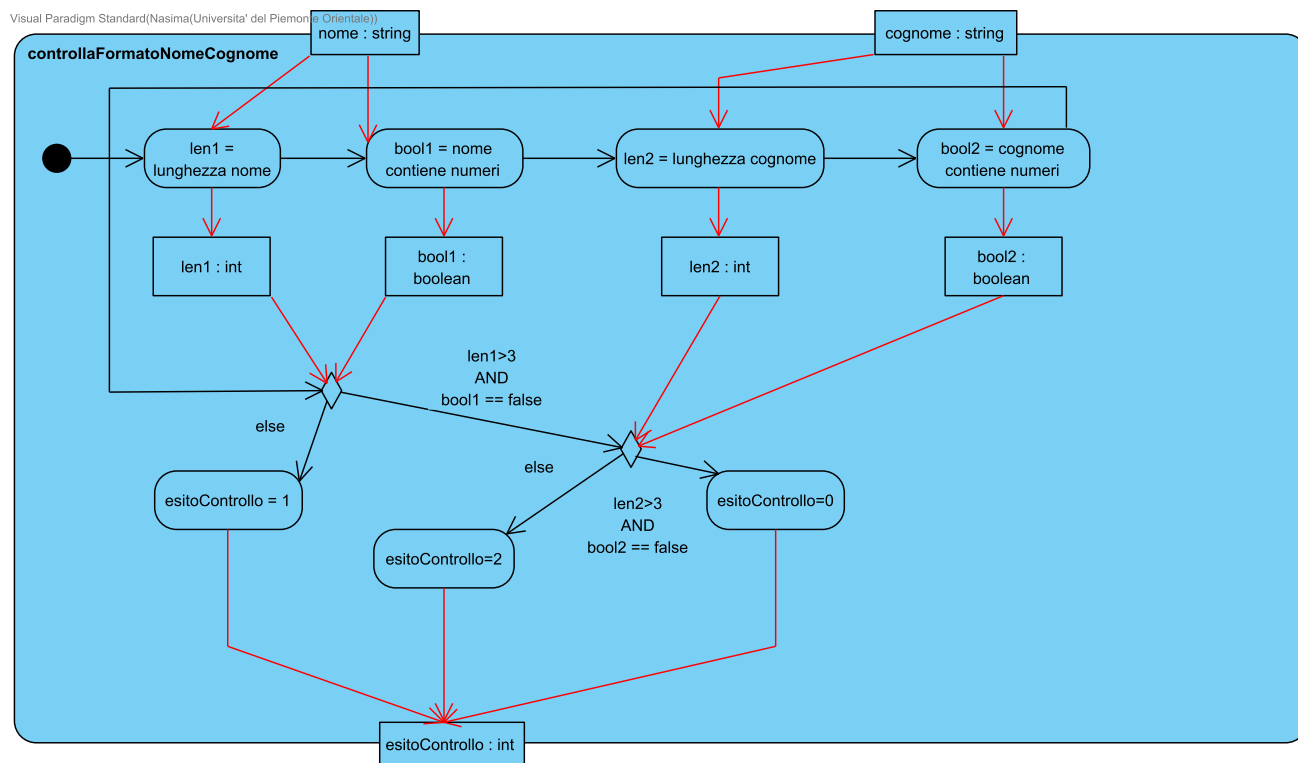 Visual Paradigm Standard(Nasima(Universita' del Piemonte Orientale))
nome : string
cognome : string
controllaFormatoNomeCognome
len1 =
lunghezza nome
bool1 = nome
contiene numeri
len2 = lunghezza cognome
bool2 = cognome
contiene numeri
len1 : int
bool1 :
boolean
len2 : int
bool2 :
boolean
len1>3
AND
bool1 == false
else
else
esitoControllo = 1
len2>3
AND
bool2 == false
esitoControllo=0
esitoControllo=2
esitoControllo : int